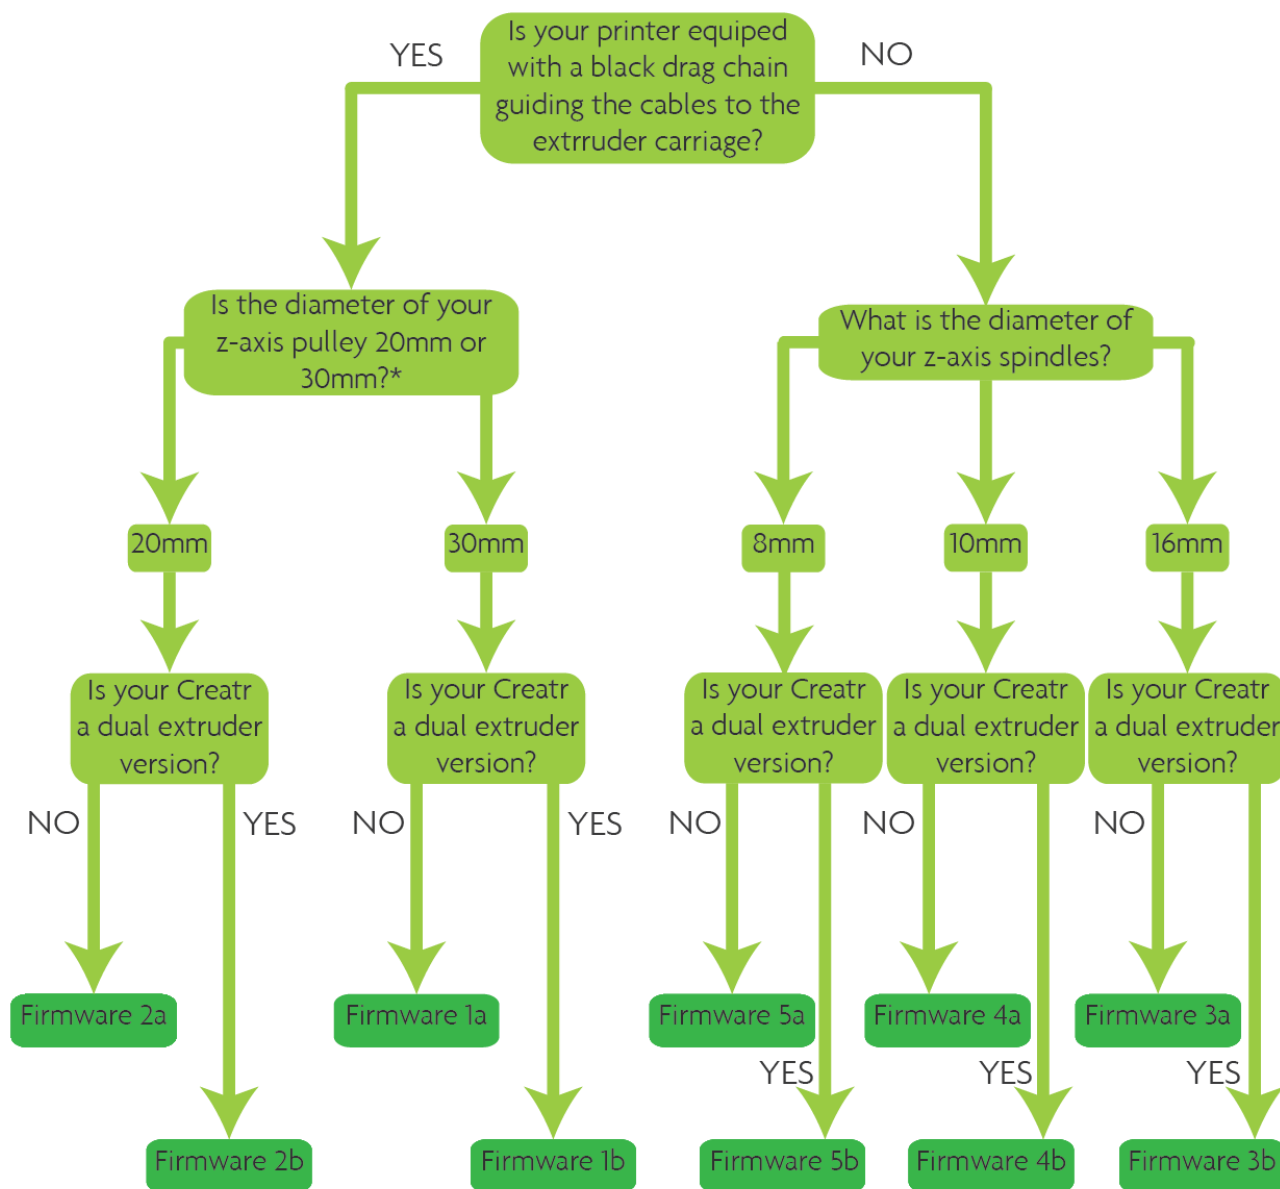 Is your printer equiped
with a black drag chain
guiding the cables to the
extrruder carriage?
YES
NO
Is the diameter of your
z-axis pulley 20mm or
30mm?*
What is the diameter of
your z-axis spindles?
20mm
30mm
8mm
10mm
16mm
Is your Creatr
a dual extruder
version?
Is your Creatr
a dual extruder
version?
Is your Creatr
a dual extruder
version?
Is your Creatr
a dual extruder
version?
Is your Creatr
a dual extruder
version?
NO
YES
NO
YES
NO
NO
NO
Firmware 2a
Firmware 1a
Firmware 5a
Firmware 4a
Firmware 3a
YES
YES
YES
Firmware 2b
Firmware 1b
Firmware 5b
Firmware 4b
Firmware 3b